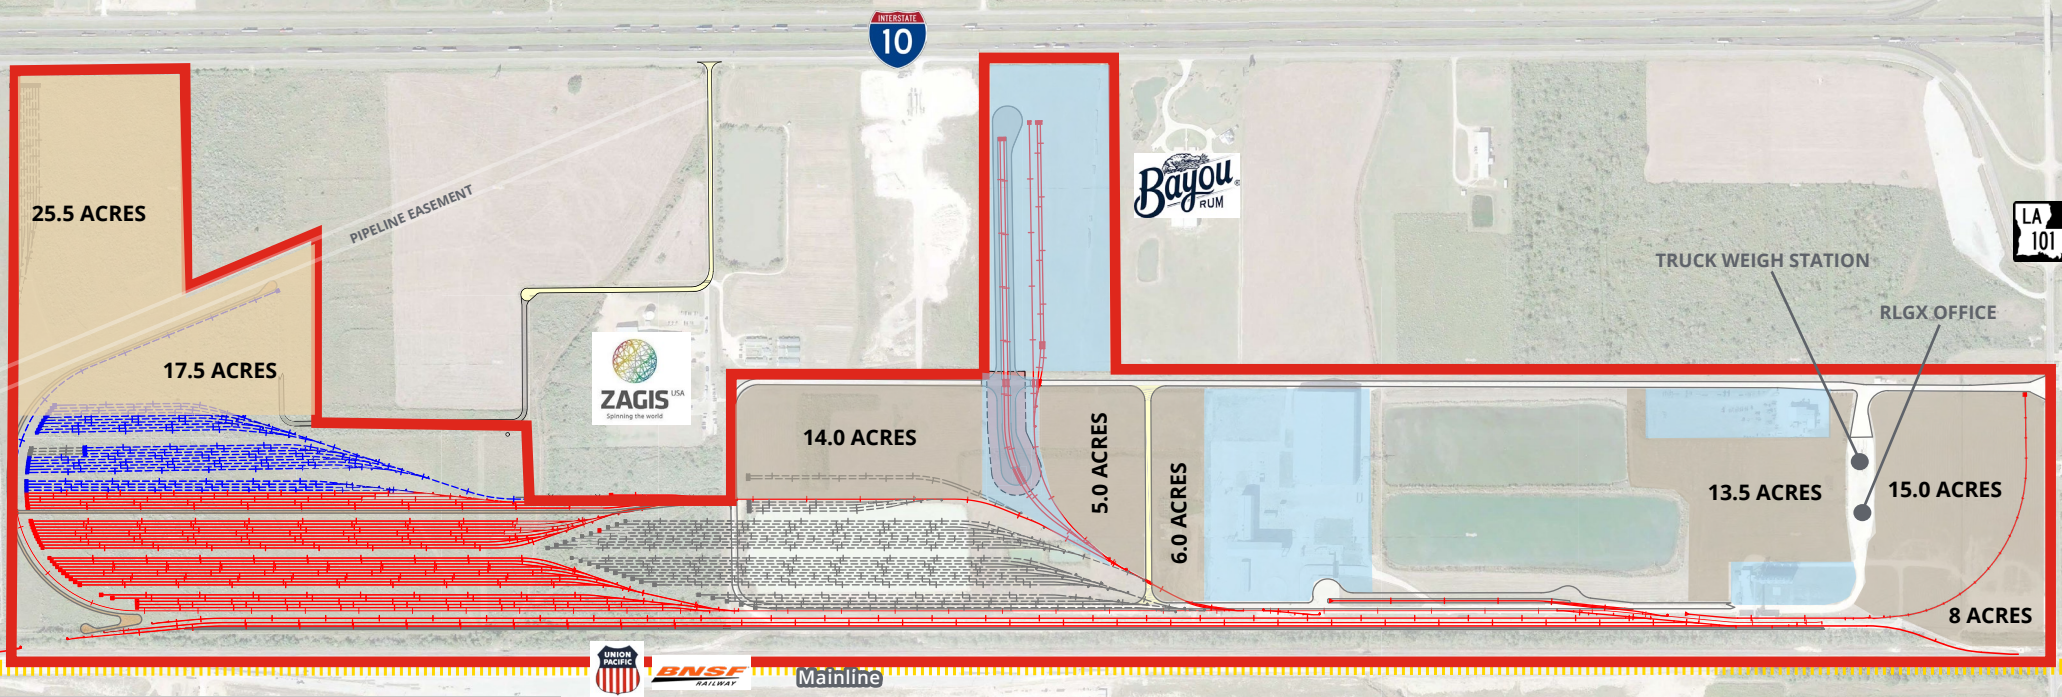 INTERSTATE
10
25.5 ACRES
PIPELINE EASEMENT
Bayou®
RUM
LA
101
TRUCK WEIGH STATION
RLGX OFFICE
17.5 ACRES
ZAGIS USA
Spinning the world
14.0 ACRES
5.0 ACRES
6.0 ACRES
13.5 ACRES
15.0 ACRES
8 ACRES
UNION
PACIFIC
BNSF
RAILWAY
Mainline